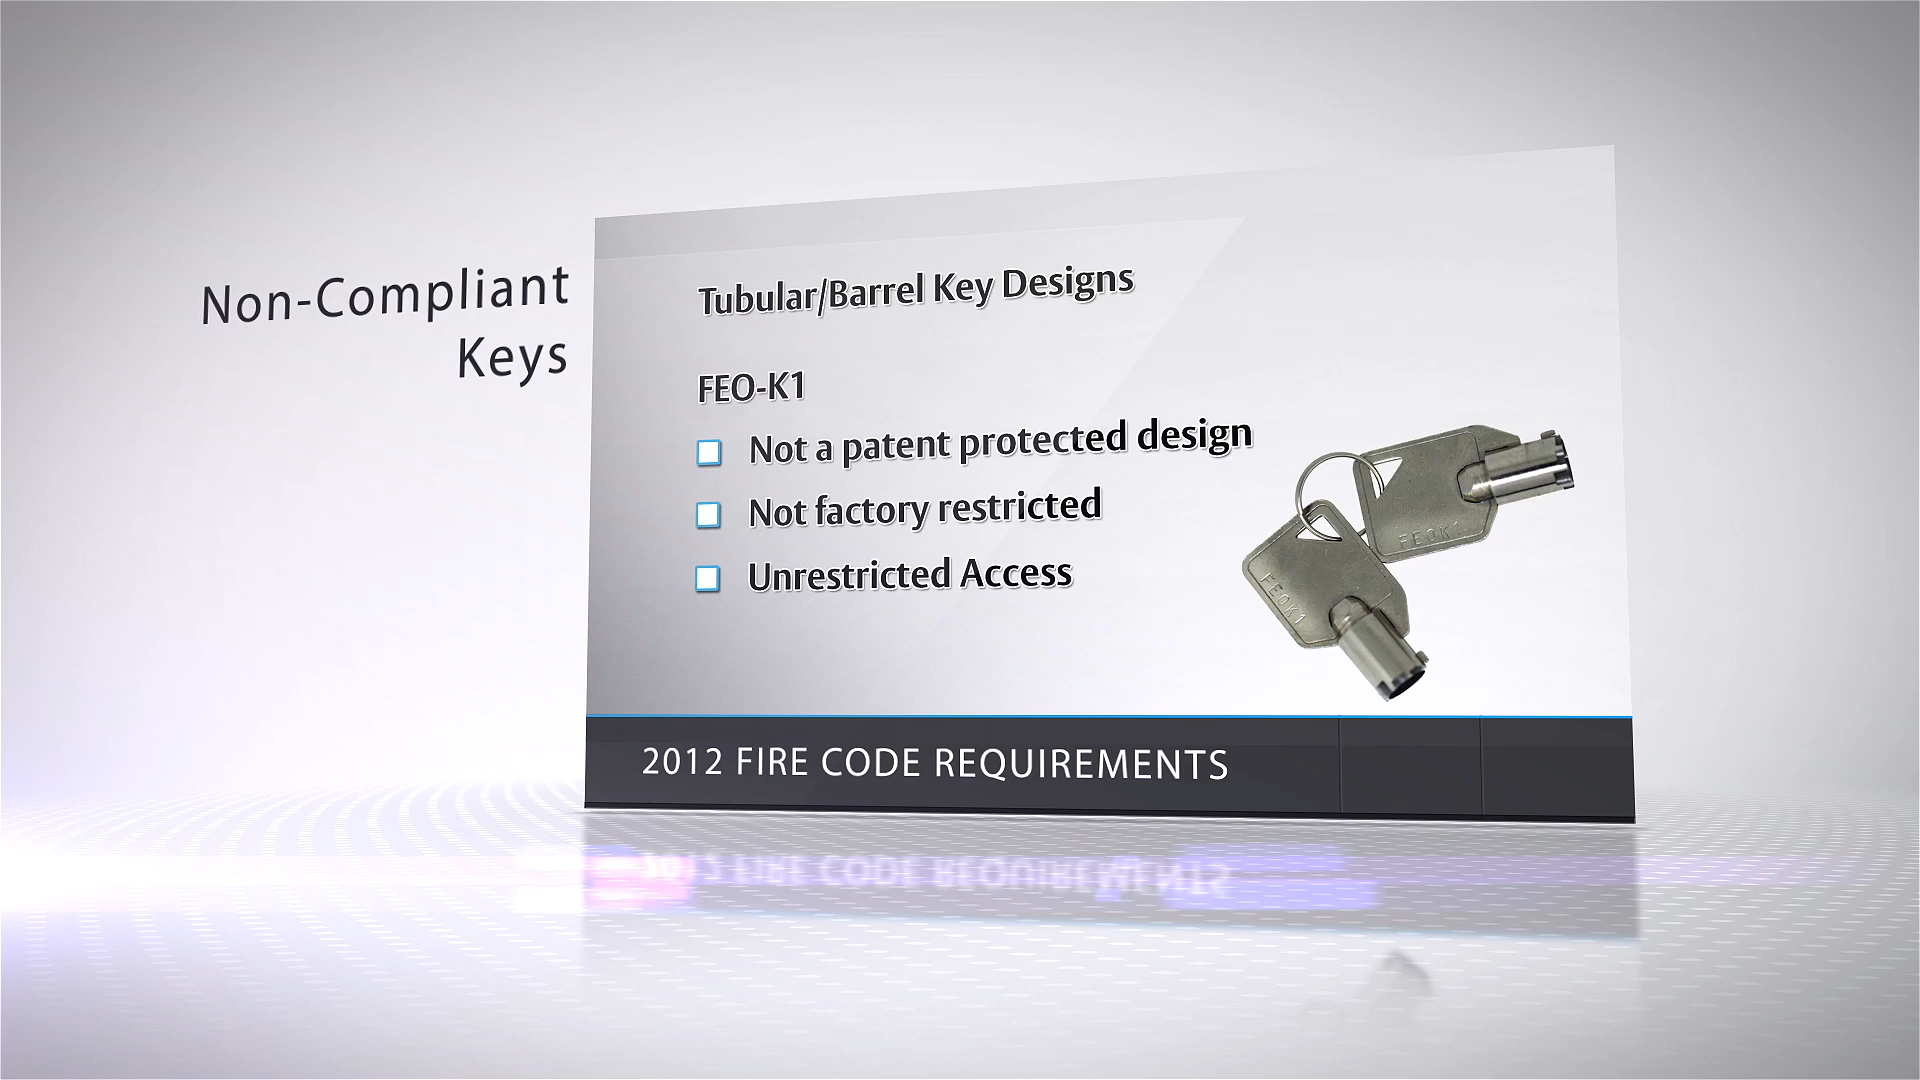 Non-Compliant
Keys
Tubular/Barrel Key Designs
FEO-K1
Not a patent protected design
Not factory restricted
Unrestricted Access
FEOK1
FEOK1
2012 FIRE CODE REQUIREMENTS